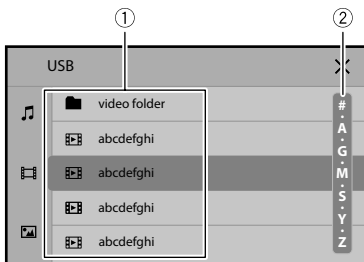 ① ②
USB
video folder
abcdefghi
abcdefghi
abcdefghi
abcdefghi
#
·
A
·
G
·
M
·
S
·
Y
·
Z